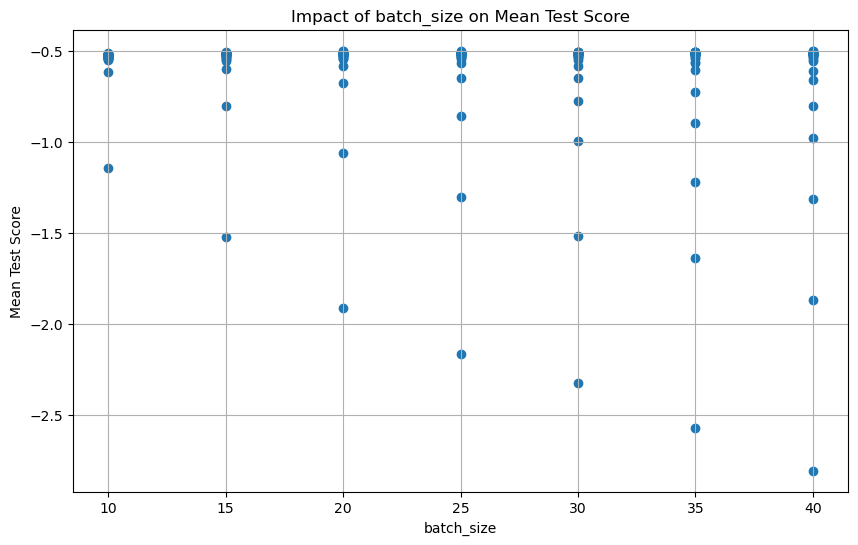 Impact of batch_size on Mean Test Score
Mean Test Score
−0.5
−1.0
−1.5
−2.0
−2.5
10 15 20 25 30 35 40
batch_size